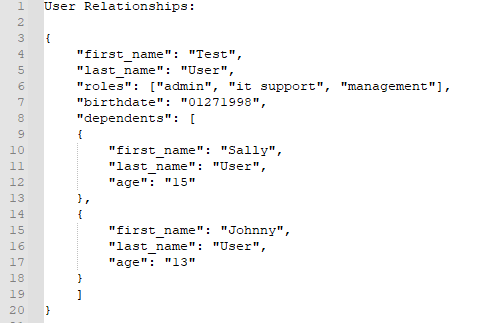 1 User Relationships:
2
3 {
4     "first_name": "Test",
5     "last_name": "User",
6     "roles": ["admin", "it support", "management"],
7     "birthdate": "01271998",
8     "dependents": [
9     {
10         "first_name": "Sally",
11         "last_name": "User",
12         "age": "15"
13     },
14     {
15         "first_name": "Johnny",
16         "last_name": "User",
17         "age": "13"
18     }
19     ]
20 }